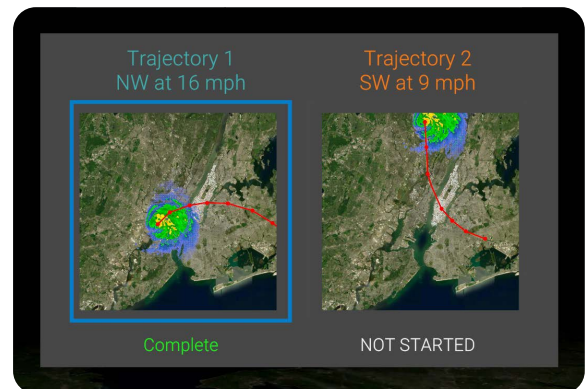 Trajectory 1
NW at 16 mph
Trajectory 2
SW at 9 mph
Complete
NOT STARTED